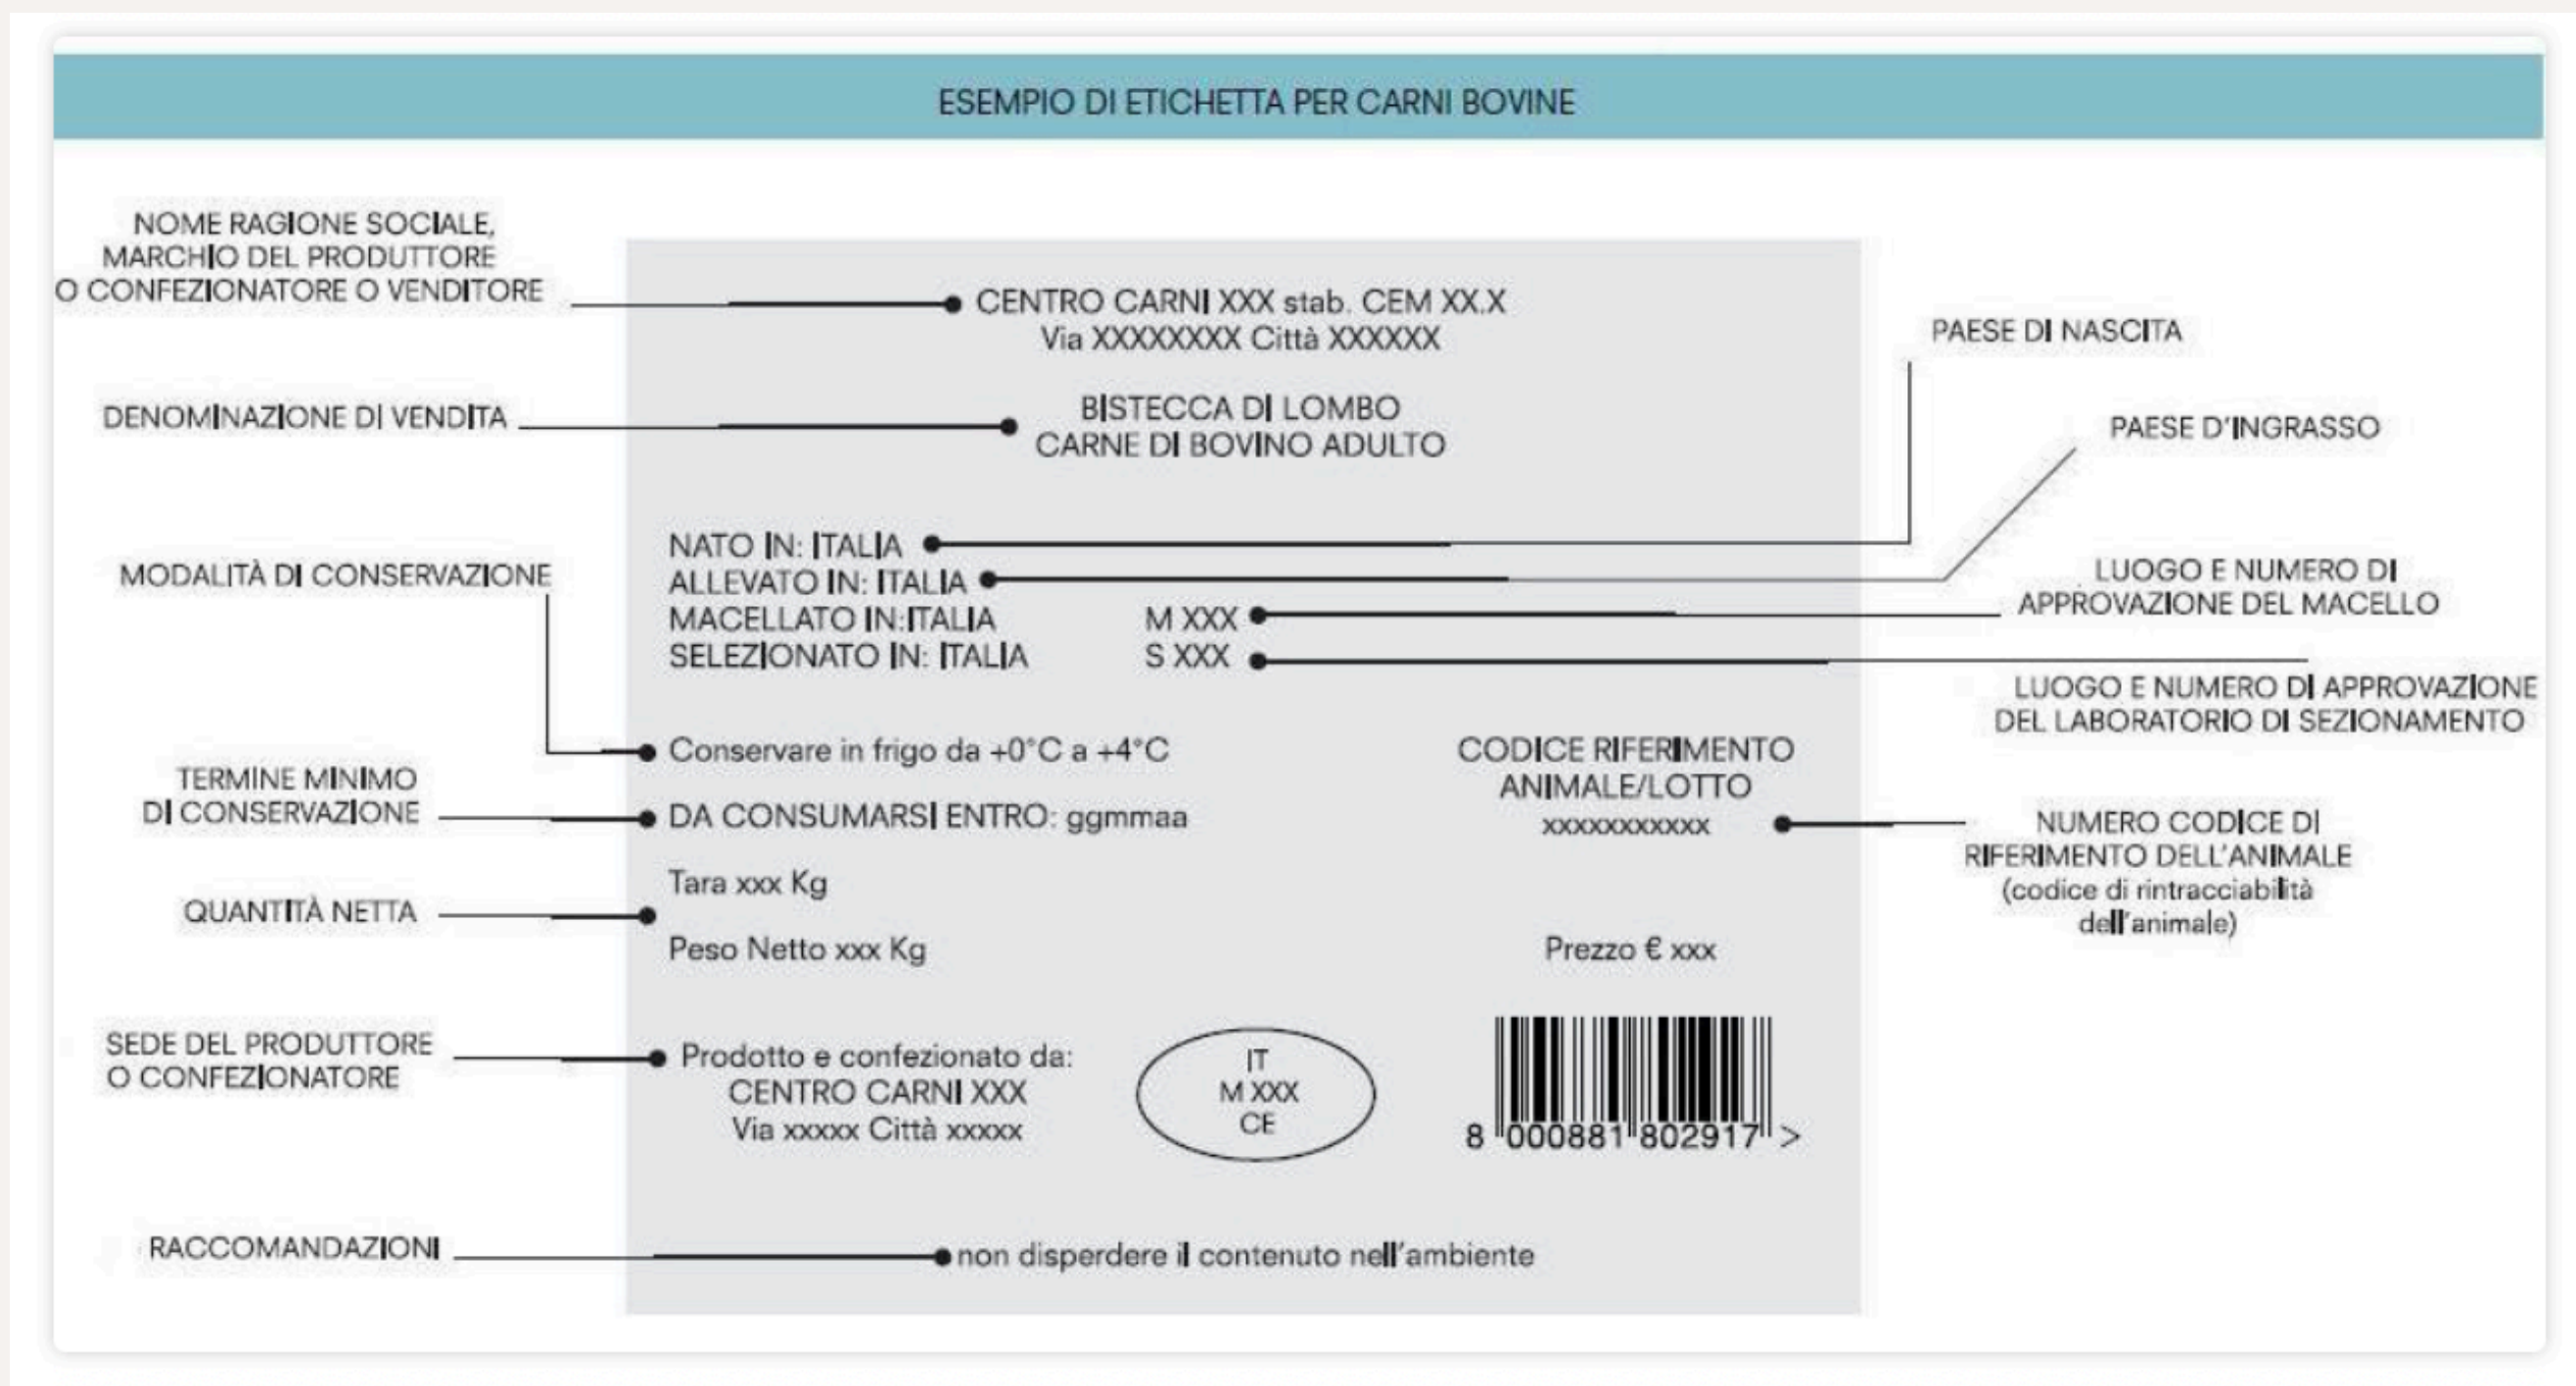 ESEMPIO DI ETICHETTA PER CARNI BOVINE
NOME RAGIONE SOCIALE,
MARCHIO DEL PRODUTTORE
O CONFEZIONATORE O VENDITORE
CENTRO CARNI XXX stab. CEM XX.X
Via XXXXXXXX Città XXXXXX
DENOMINAZIONE DI VENDITA
BISTECCA DI LOMBO
CARNE DI BOVINO ADULTO
PAESE DI NASCITA
PAESE D'INGRASSO
NATO IN: ITALIA
ALLEVATO IN: ITALIA
MACELLATO IN:ITALIA M XXX
SELEZIONATO IN: ITALIA S XXX
LUOGO E NUMERO DI
APPROVAZIONE DEL MACELLO
LUOGO E NUMERO DI APPROVAZIONE
DEL LABORATORIO DI SEZIONAMENTO
MODALITÀ DI CONSERVAZIONE
Conservare in frigo da +0°C a +4°C
TERMINE MINIMO
DI CONSERVAZIONE
DA CONSUMARSI ENTRO: ggmmaa
CODICE RIFERIMENTO
ANIMALE/LOTTO
xxxxxxxxxxx
NUMERO CODICE DI
RIFERIMENTO DELL'ANIMALE
(codice di rintracciabilità
dell'animale)
QUANTITÀ NETTA
Tara xxx Kg
Peso Netto xxx Kg
Prezzo € xxx
SEDE DEL PRODUTTORE
O CONFEZIONATORE
Prodotto e confezionato da:
CENTRO CARNI XXX
Via xxxxx Città xxxxx
IT
M XXX
CE
8 000881 802917 >
RACCOMANDAZIONI
non disperdere il contenuto nell'ambiente